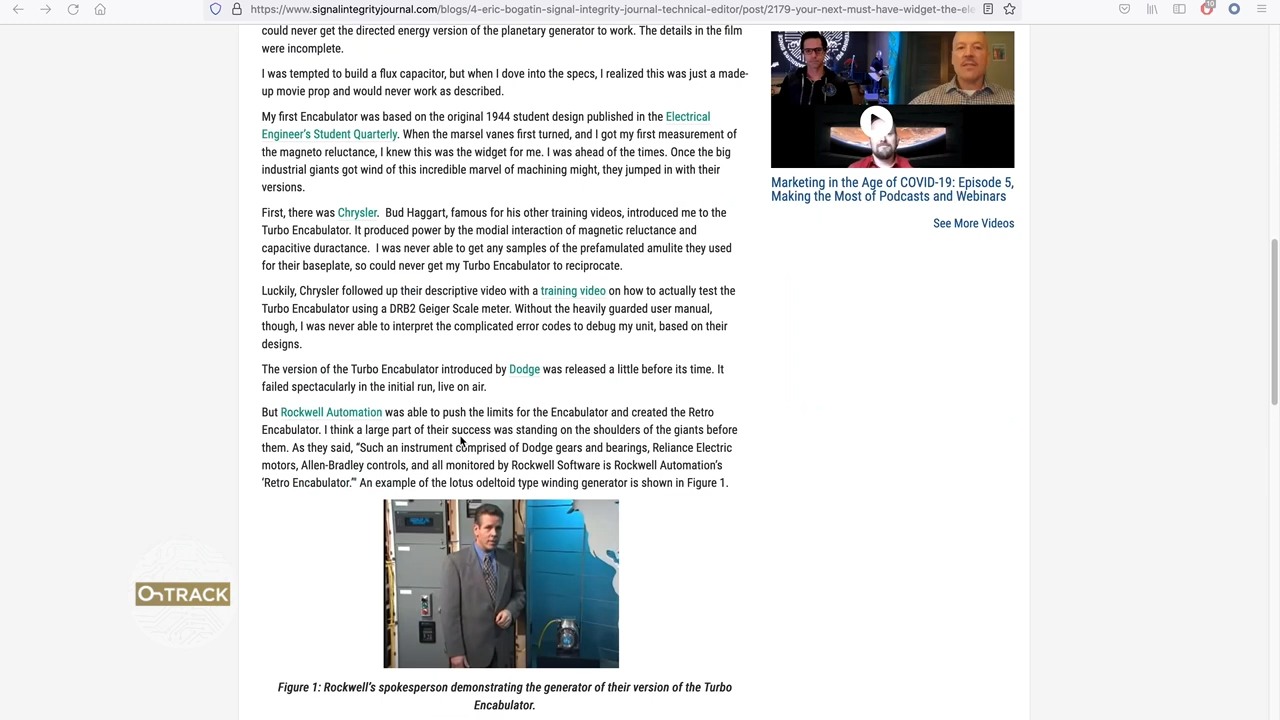 https://www.signalintegrityjournal.com/blogs/4-eric-bogatin-signal-integrity-journal-technical-editor/post/2179-your-next-must-have-widget-the-ele
10
could never get the directed energy version of the planetary generator to work. The details in the film
were incomplete.
I was tempted to build a flux capacitor, but when I dove into the specs, I realized this was just a made-
up movie prop and would never work as described.
My first Encabulator was based on the original 1944 student design published in the Electrical
Engineer's Student Quarterly. When the marsel vanes first turned, and I got my first measurement of
the magneto reluctance, I knew this was the widget for me. I was ahead of the times. Once the big
industrial giants got wind of this incredible marvel of machining might, they jumped in with their
versions.
First, there was Chrysler. Bud Haggart, famous for his other training videos, introduced me to the
Turbo Encabulator. It produced power by the modial interaction of magnetic reluctance and
capacitive duractance. I was never able to get any samples of the prefamulated amulite they used
for their baseplate, so could never get my Turbo Encabulator to reciprocate.
Luckily, Chrysler followed up their descriptive video with a training video on how to actually test the
Turbo Encabulator using a DRB2 Geiger Scale meter. Without the heavily guarded user manual,
though, I was never able to interpret the complicated error codes to debug my unit, based on their
designs.
The version of the Turbo Encabulator introduced by Dodge was released a little before its time. It
failed spectacularly in the initial run, live on air.
But Rockwell Automation was able to push the limits for the Encabulator and created the Retro
Encabulator. I think a large part of their success was standing on the shoulders of the giants before
them. As they said, “Such an instrument comprised of Dodge gears and bearings, Reliance Electric
motors, Allen-Bradley controls, and all monitored by Rockwell Software is Rockwell Automation's
‘Retro Encabulator.’” An example of the lotus odeltoid type winding generator is shown in Figure 1.
Figure 1: Rockwell's spokesperson demonstrating the generator of their version of the Turbo
Encabulator.
Marketing in the Age of COVID-19: Episode 5,
Making the Most of Podcasts and Webinars
See More Videos
OnTRACK